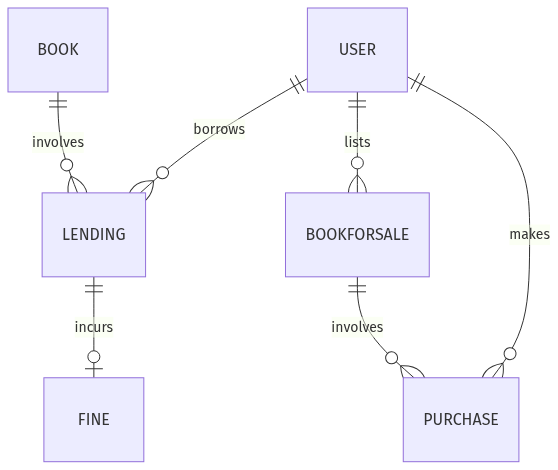 BOOK
USER
borrows
involves
lists
LENDING
BOOKFORSALE
makes
incurs
involves
FINE
PURCHASE